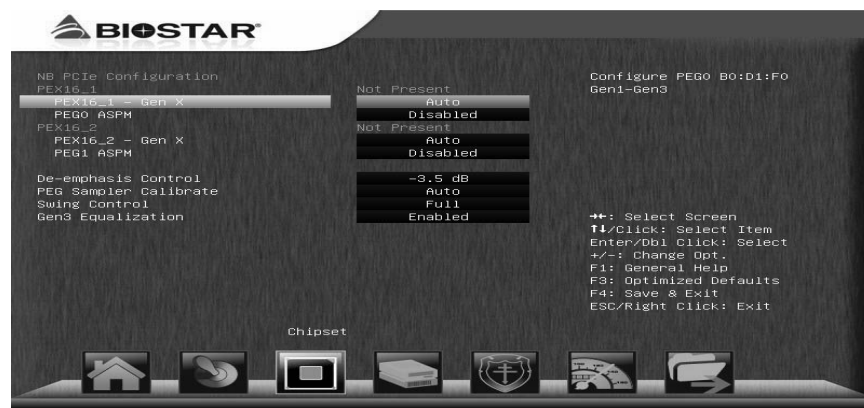 BIOSTAR
NB PCIe Configuration
PEX16_1 Not Present
PEX16_1 - Gen X Auto
PEG0 ASPM Disabled
PEX16_2 Not Present
PEX16_2 - Gen X Auto
PEG1 ASPM Disabled
De-emphasis Control -3.5 dB
PEG Sampler Calibrate Auto
Swing Control Full
Gen3 Equalization Enabled
Configure PEG0 B0:D1:F0
Gen1-Gen3
→←: Select Screen
↑↓/Click: Select Item
Enter/Dbl Click: Select
+/-: Change Opt.
F1: General Help
F3: Optimized Defaults
F4: Save & Exit
ESC/Right Click: Exit
Chipset